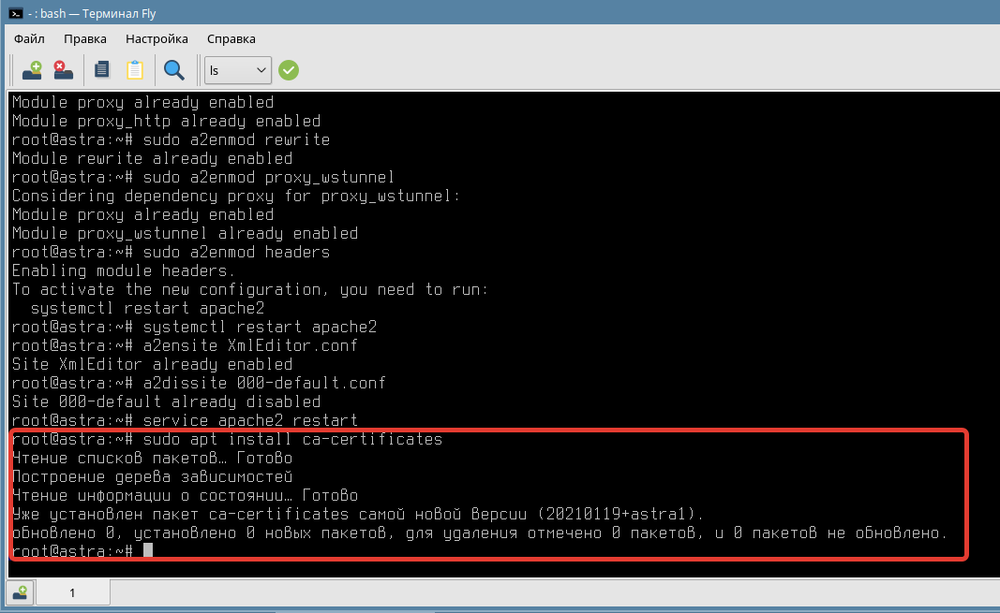 - : bash — Терминал Fly
Файл Правка Настройка Справка
ls
Module proxy already enabled
Module proxy_http already enabled
root@astra:~# sudo a2enmod rewrite
Module rewrite already enabled
root@astra:~# sudo a2enmod proxy_wstunnel
Considering dependency proxy for proxy_wstunnel:
Module proxy already enabled
Module proxy_wstunnel already enabled
root@astra:~# sudo a2enmod headers
Enabling module headers.
To activate the new configuration, you need to run:
  systemctl restart apache2
root@astra:~# systemctl restart apache2
root@astra:~# a2ensite XmlEditor.conf
Site XmlEditor already enabled
root@astra:~# a2dissite 000-default.conf
Site 000-default already disabled
root@astra:~# service apache2 restart
root@astra:~# sudo apt install ca-certificates
Чтение списков пакетов… Готово
Построение дерева зависимостей
Чтение информации о состоянии… Готово
Уже установлен пакет ca-certificates самой новой версии (20210119+astra1).
обновлено 0, установлено 0 новых пакетов, для удаления отмечено 0 пакетов, и 0 пакетов не обновлено.
root@astra:~#
1